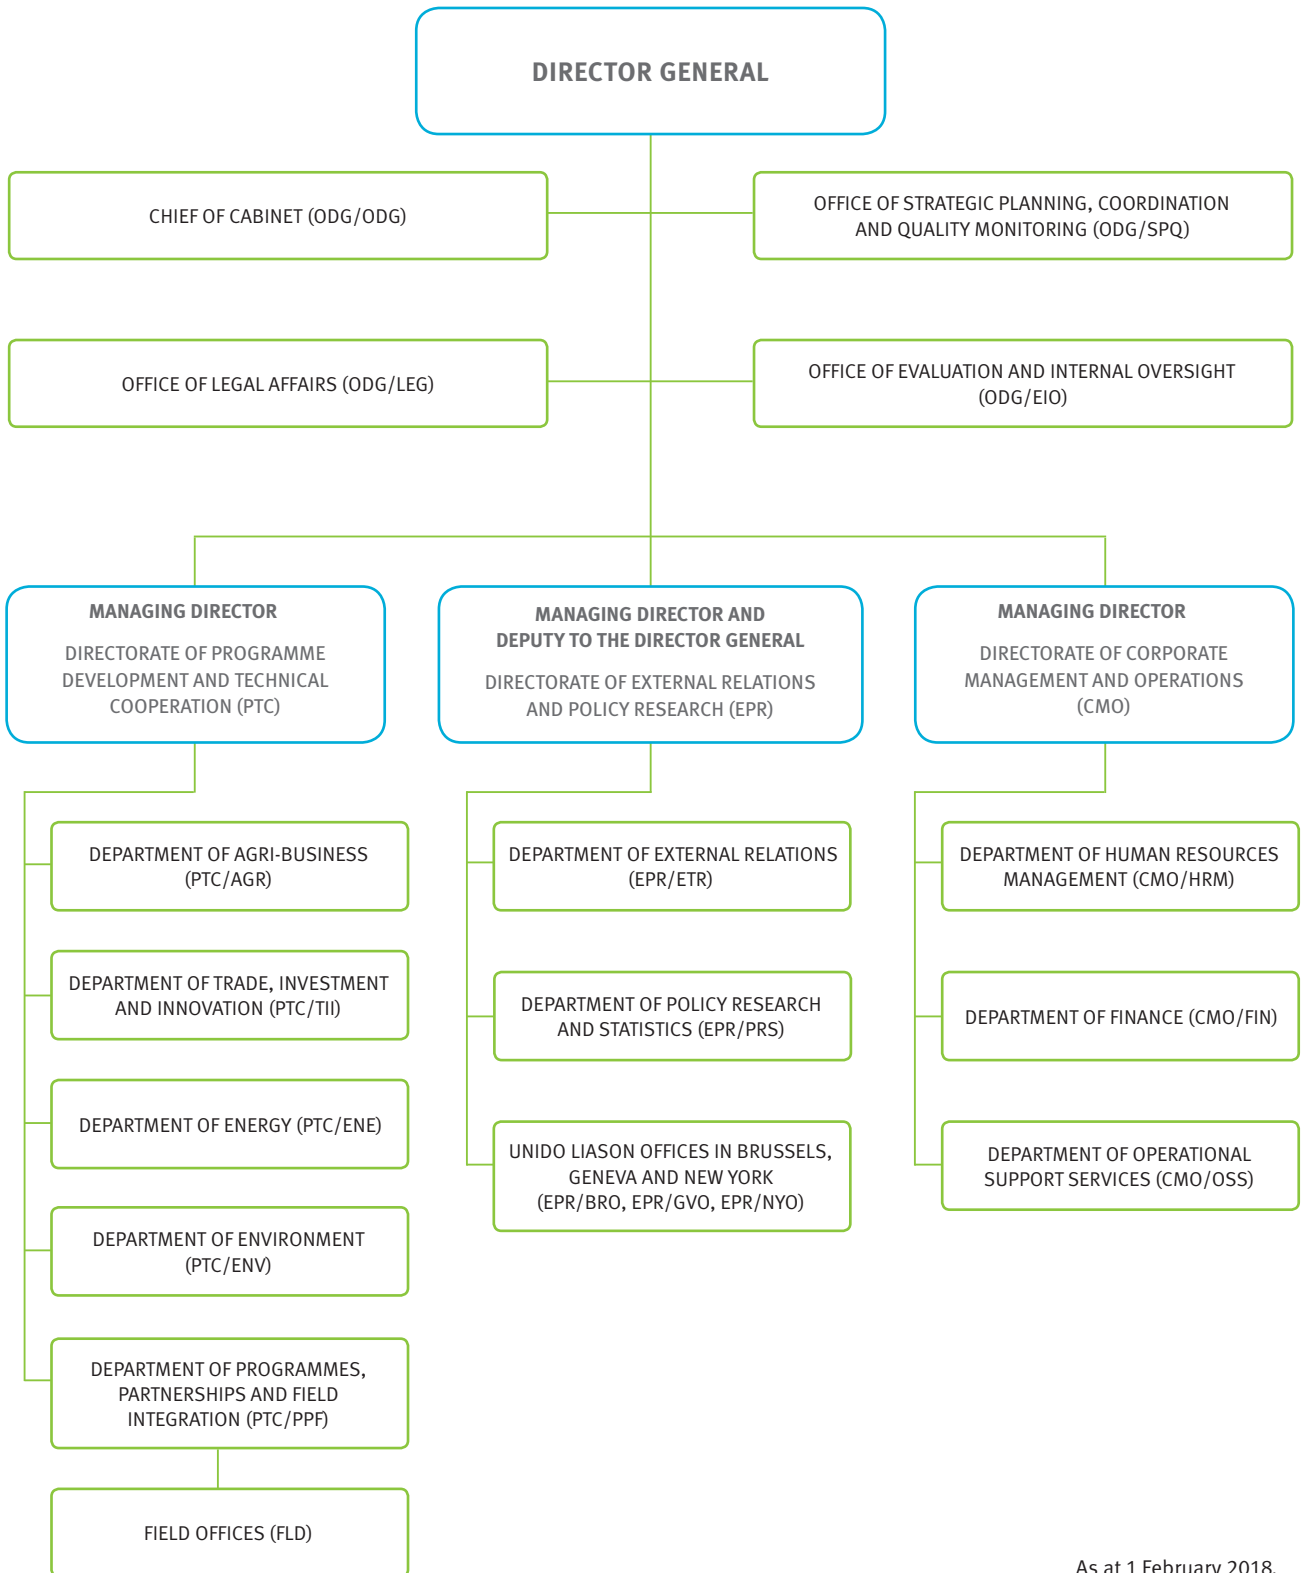 DIRECTOR GENERAL
CHIEF OF CABINET (ODG/ODG)
OFFICE OF STRATEGIC PLANNING, COORDINATION
AND QUALITY MONITORING (ODG/SPQ)
OFFICE OF LEGAL AFFAIRS (ODG/LEG)
OFFICE OF EVALUATION AND INTERNAL OVERSIGHT
(ODG/EIO)
MANAGING DIRECTOR
DIRECTORATE OF PROGRAMME
DEVELOPMENT AND TECHNICAL
COOPERATION (PTC)
MANAGING DIRECTOR AND
DEPUTY TO THE DIRECTOR GENERAL
DIRECTORATE OF EXTERNAL RELATIONS
AND POLICY RESEARCH (EPR)
MANAGING DIRECTOR
DIRECTORATE OF CORPORATE
MANAGEMENT AND OPERATIONS
(CMO)
DEPARTMENT OF AGRI-BUSINESS
(PTC/AGR)
DEPARTMENT OF TRADE, INVESTMENT
AND INNOVATION (PTC/TII)
DEPARTMENT OF ENERGY (PTC/ENE)
DEPARTMENT OF ENVIRONMENT
(PTC/ENV)
DEPARTMENT OF PROGRAMMES,
PARTNERSHIPS AND FIELD
INTEGRATION (PTC/PPF)
FIELD OFFICES (FLD)
DEPARTMENT OF EXTERNAL RELATIONS
(EPR/ETR)
DEPARTMENT OF POLICY RESEARCH
AND STATISTICS (EPR/PRS)
UNIDO LIASON OFFICES IN BRUSSELS,
GENEVA AND NEW YORK
(EPR/BRO, EPR/GVO, EPR/NYO)
DEPARTMENT OF HUMAN RESOURCES
MANAGEMENT (CMO/HRM)
DEPARTMENT OF FINANCE (CMO/FIN)
DEPARTMENT OF OPERATIONAL
SUPPORT SERVICES (CMO/OSS)
As at 1 February 2018.